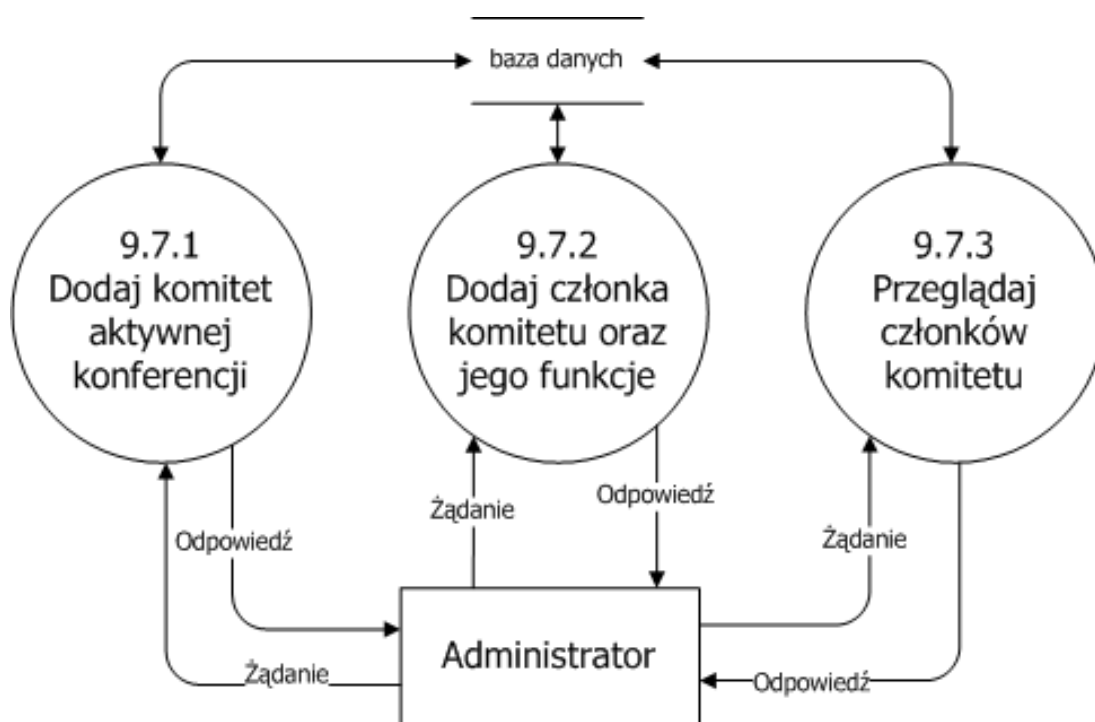 baza danych
9.7.1
Dodaj komitet
aktywnej
konferencji
9.7.2
Dodaj członka
komitetu oraz
jego funkcje
9.7.3
Przeglądaj
członków
komitetu
Odpowiedź
Żądanie
Żądanie
Odpowiedź
Żądanie
Odpowiedź
Administrator